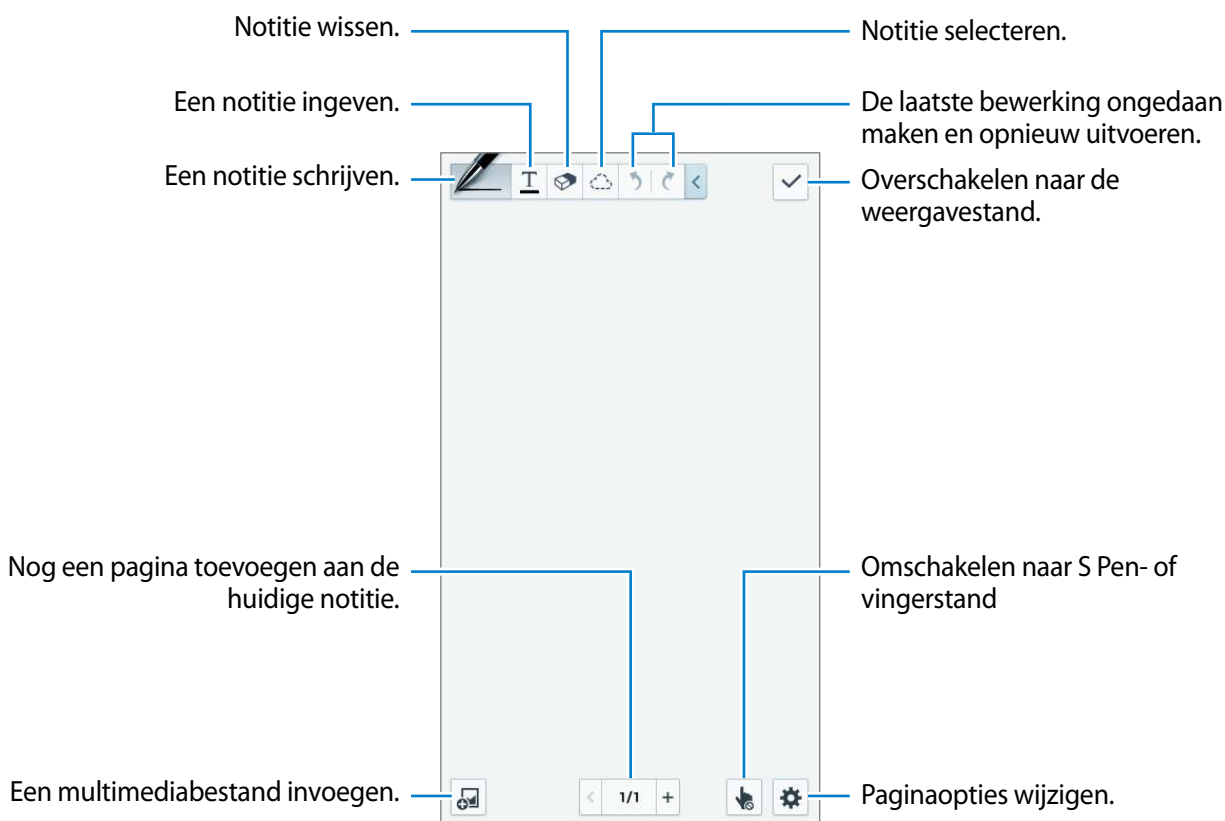 Notitie wissen.
Notitie selecteren.
Een notitie ingeven.
De laatste bewerking ongedaan
maken en opnieuw uitvoeren.
Een notitie schrijven.
T
Overschakelen naar de
weergavestand.
Nog een pagina toevoegen aan de
huidige notitie.
Omschakelen naar S Pen- of
vingerstand
Een multimediabestand invoegen.
1/1
Paginaopties wijzigen.